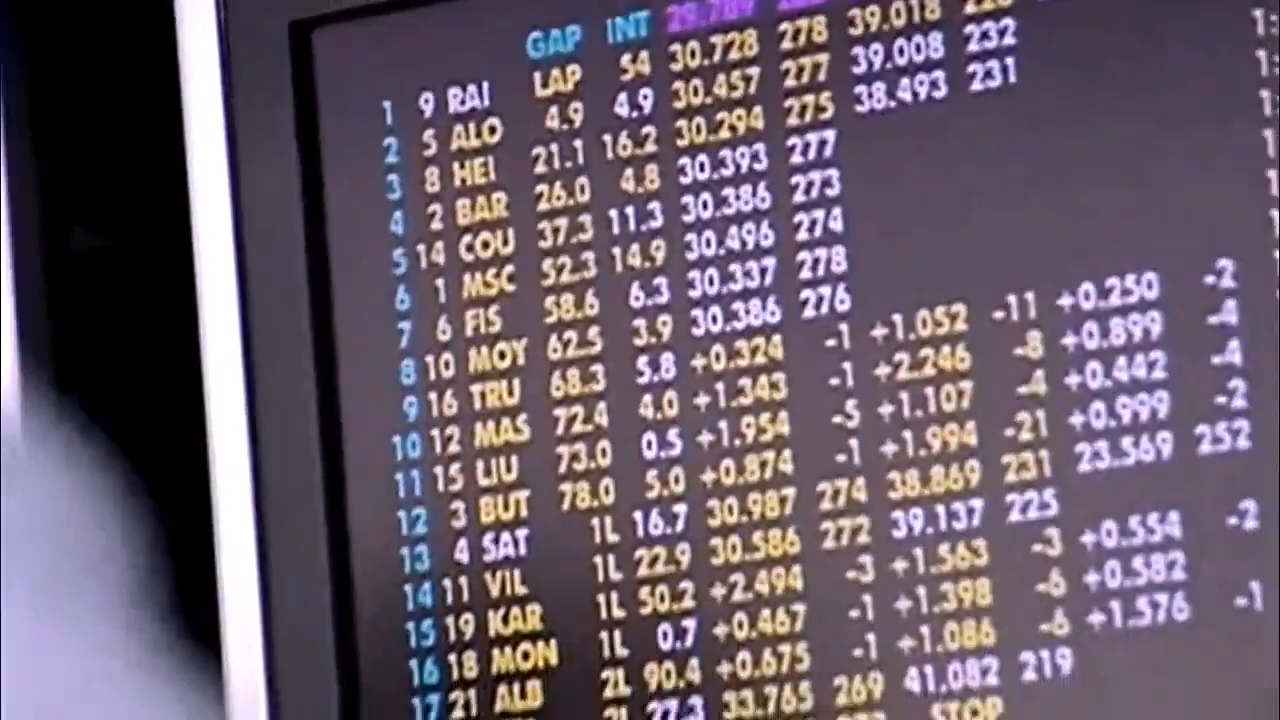 GAP INT
1 9 RAI LAP 54 30.728 278 39.018
2 5 ALO 4.9 4.9 30.457 277 39.008 232
3 8 HEI 21.1 16.2 30.294 275 38.493 231
4 2 BAR 26.0 4.8 30.393 277
5 14 COU 37.3 11.3 30.386 273
6 1 MSC 52.3 14.9 30.496 274
7 6 FIS 58.6 6.3 30.337 278
8 10 MOY 62.5 3.9 30.386 276
9 16 TRU 68.3 5.8 +0.324 -1 +1.052 -11 +0.250 -2
10 12 MAS 72.4 4.0 +1.343 -1 +2.246 -8 +0.899 -4
11 15 LIU 73.0 0.5 +1.954 -5 +1.107 -4 +0.442 -4
12 3 BUT 78.0 5.0 +0.874 -1 +1.994 -21 +0.999 -2
13 4 SAT 1L 16.7 30.987 274 38.869 231 23.569 252
14 11 VIL 1L 22.9 30.586 272 39.137 225
15 19 KAR 1L 50.2 +2.494 -3 +1.563 -3 +0.554 -2
16 18 MON 1L 0.7 +0.467 -1 +1.398 -6 +0.582
17 21 ALB 2L 90.4 +0.675 -1 +1.086 -6 +1.576 -1
2L 27.3 33.765 269 41.082 219
STOP